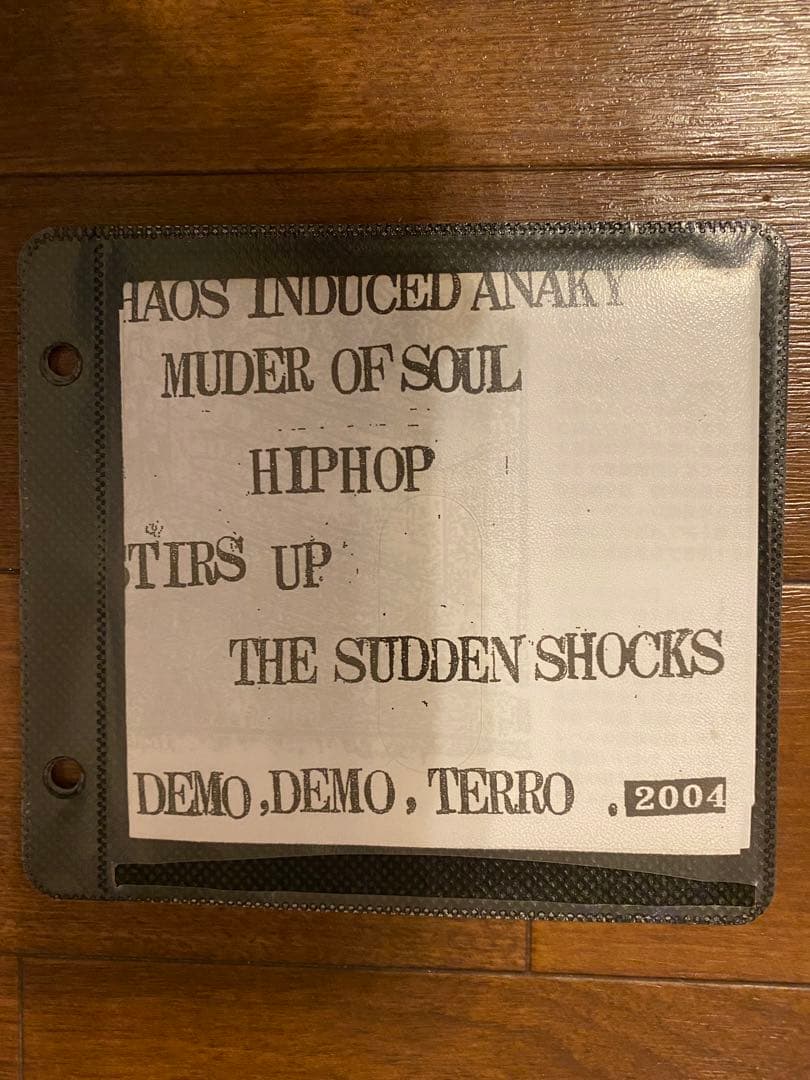 HAOS INDUCED ANAKY
MUDER OF SOUL
HIPHOP
STIRS UP
THE SUDDEN SHOCKS
DEMO, DEMO, TERRO . 2004